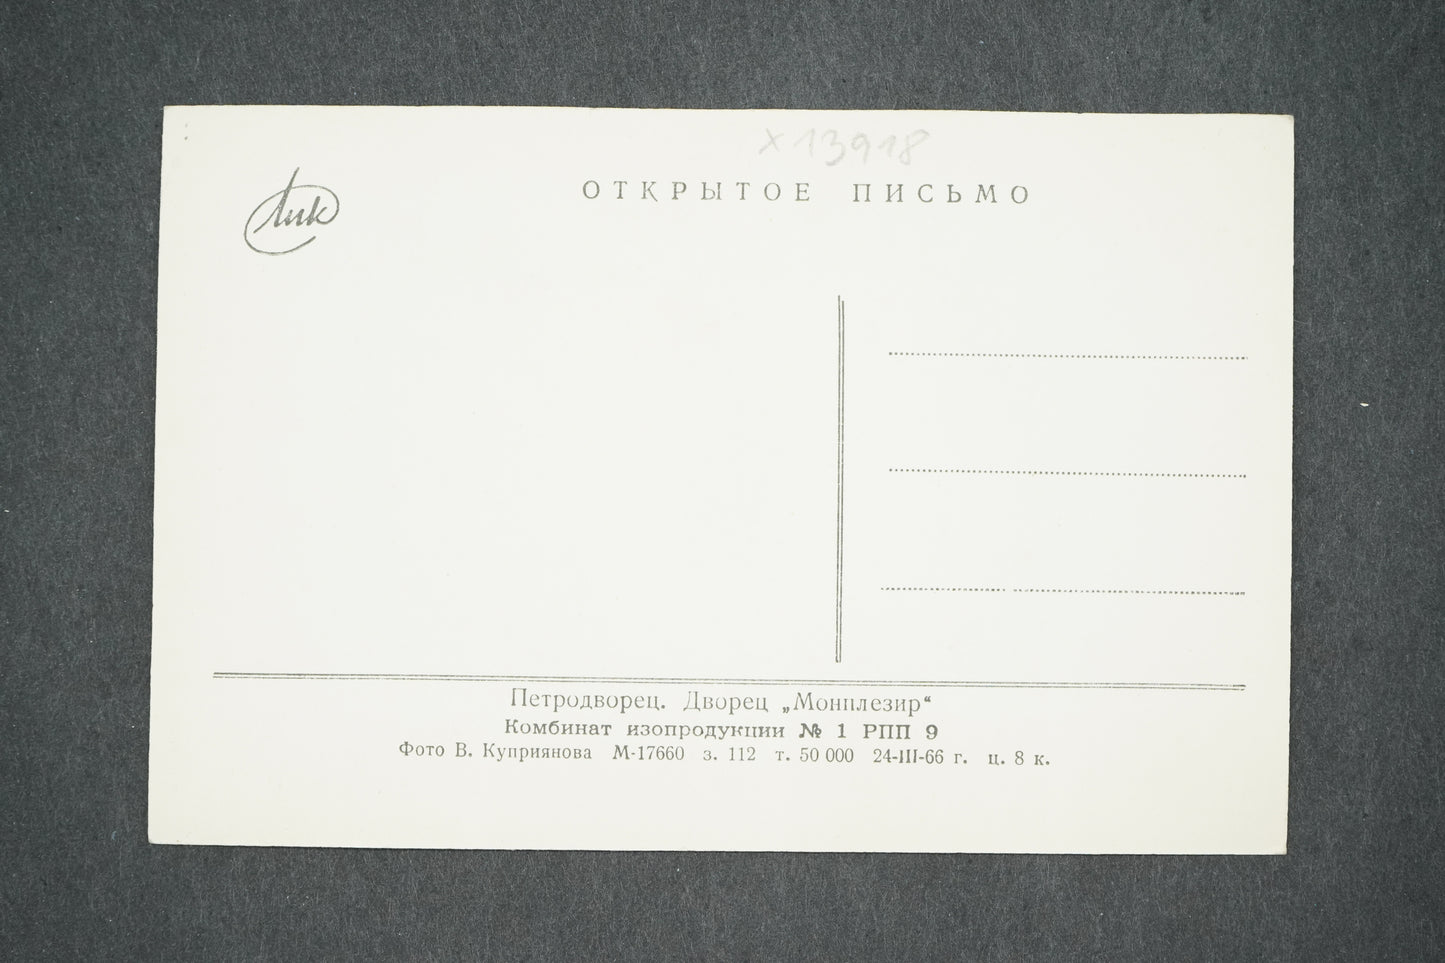 x 13918
ОТКРЫТОЕ ПИСЬМО
Лик
Петродворец. Дворец „Монплезир“
Комбинат изопродукции № 1 РПП 9
Фото В. Куприянова М-17660 з. 112 т. 50 000 24-III-66 г. ц. 8 к.